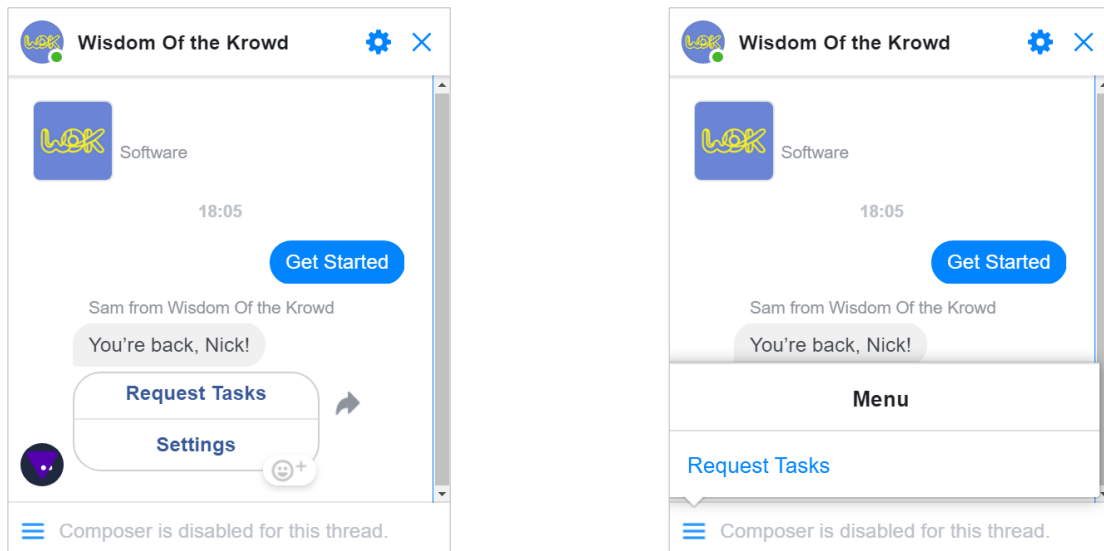 WOK
Wisdom Of the Krowd
WOK
Software
18:05
Get Started
Sam from Wisdom Of the Krowd
You’re back, Nick!
Request Tasks
Settings
Composer is disabled for this thread.
WOK
Wisdom Of the Krowd
WOK
Software
18:05
Get Started
Sam from Wisdom Of the Krowd
You’re back, Nick!
Menu
Request Tasks
Composer is disabled for this thread.